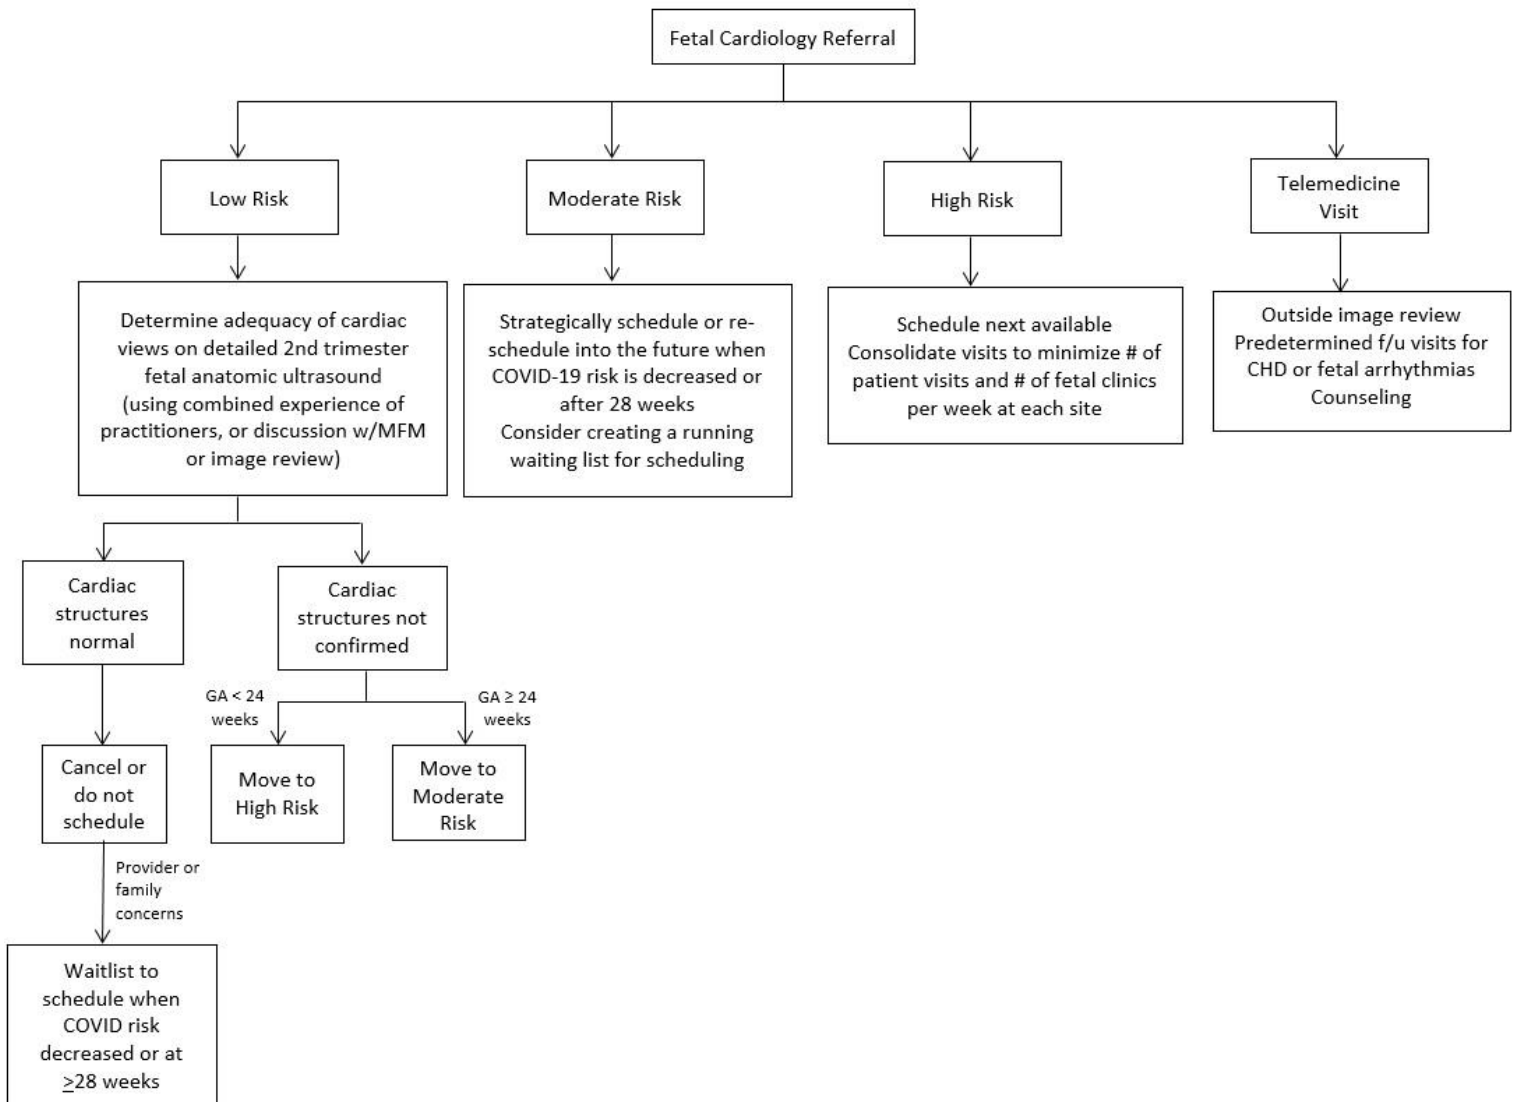 Fetal Cardiology Referral
Low Risk
Moderate Risk
High Risk
Telemedicine
Visit
Determine adequacy of cardiac
views on detailed 2nd trimester
fetal anatomic ultrasound
(using combined experience of
practitioners, or discussion w/MFM
or image review)
Strategically schedule or re-
schedule into the future when
COVID-19 risk is decreased or
after 28 weeks
Consider creating a running
waiting list for scheduling
Schedule next available
Consolidate visits to minimize # of
patient visits and # of fetal clinics
per week at each site
Outside image review
Predetermined f/u visits for
CHD or fetal arrhythmias
Counseling
Cardiac
structures
normal
Cardiac
structures not
confirmed
GA < 24
weeks
GA ≥ 24
weeks
Cancel or
do not
schedule
Move to
High Risk
Move to
Moderate
Risk
Provider or
family
concerns
Waitlist to
schedule when
COVID risk
decreased or at
≥28 weeks